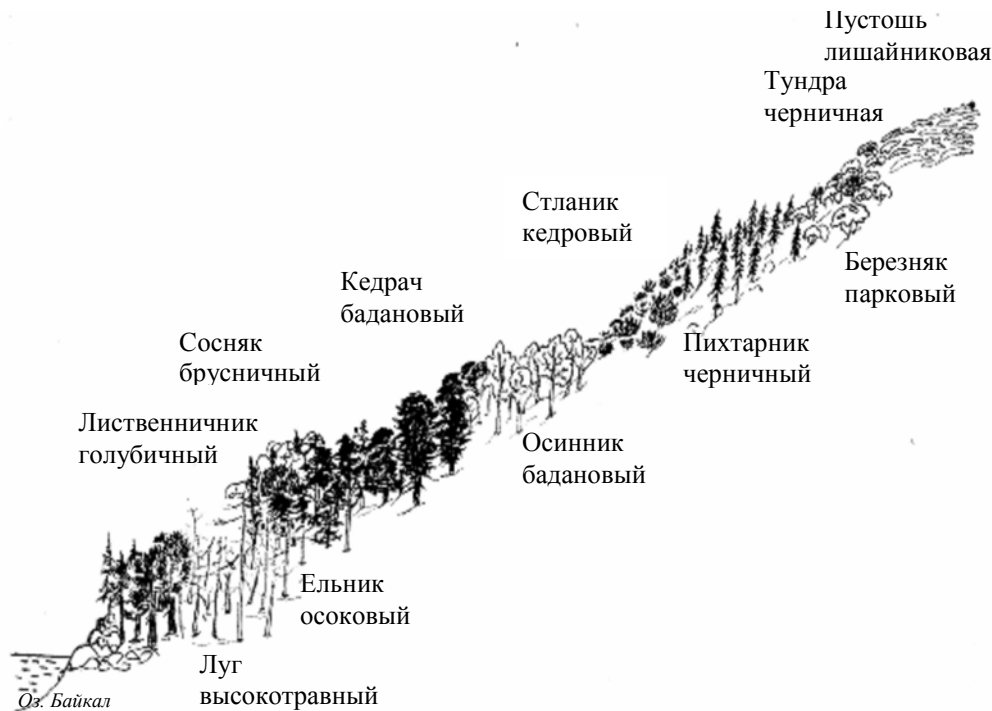 Пустошь
лишайниковая
Тундра
черничная
Стланик
кедровый
Березняк
парковый
Кедрач
бадановый
Пихтарник
черничный
Сосняк
брусничный
Лиственничник
голубичный
Осинник
бадановый
Ельник
осоковый
Луг
высокотравный
Оз. Байкал